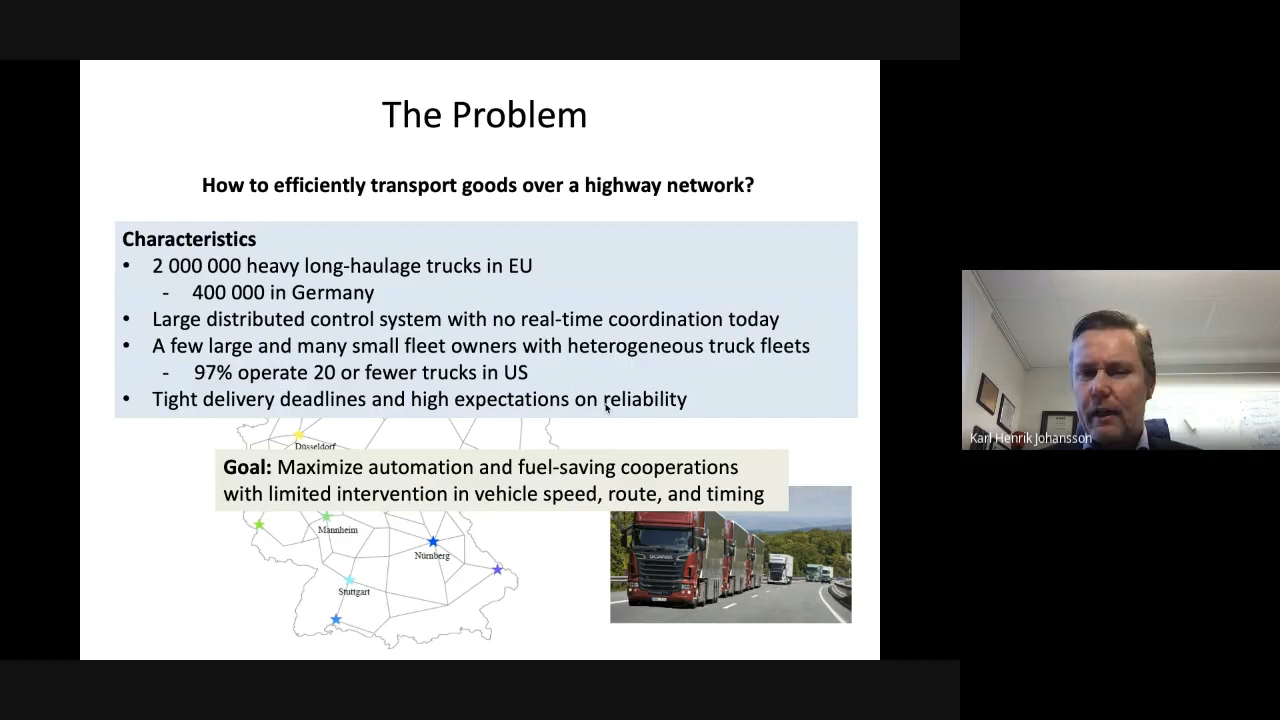 The Problem
How to efficiently transport goods over a highway network?
Characteristics
• 2 000 000 heavy long-haulage trucks in EU
- 400 000 in Germany
• Large distributed control system with no real-time coordination today
• A few large and many small fleet owners with heterogeneous truck fleets
- 97% operate 20 or fewer trucks in US
• Tight delivery deadlines and high expectations on reliability
Düsseldorf
Goal: Maximize automation and fuel-saving cooperations
with limited intervention in vehicle speed, route, and timing
Mannheim
Nürnberg
Stuttgart
SCANIA
Karl Henrik Johansson